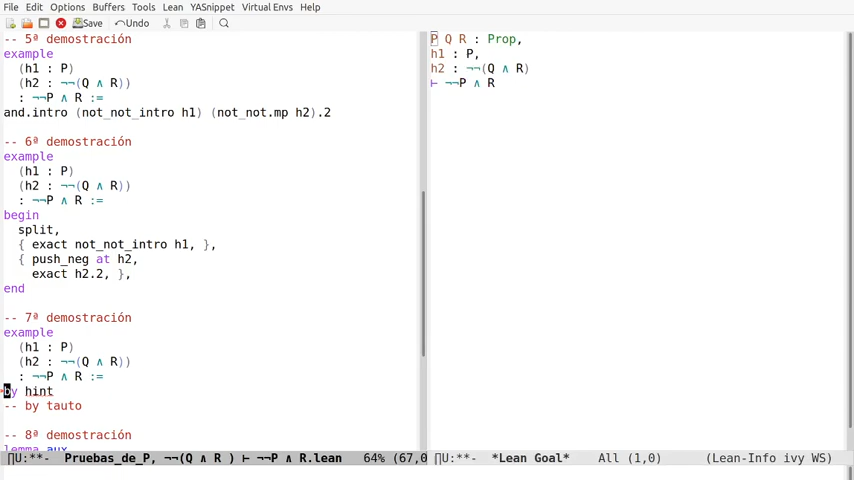 File Edit Options Buffers Tools Lean YASnippet Virtual Envs Help
Save Undo
-- 5ª demostración
example
(h1 : P)
(h2 : ¬¬(Q ∧ R))
: ¬¬P ∧ R :=
and.intro (not_not_intro h1) (not_not.mp h2).2
-- 6ª demostración
example
(h1 : P)
(h2 : ¬¬(Q ∧ R))
: ¬¬P ∧ R :=
begin
split,
{ exact not_not_intro h1, },
{ push_neg at h2,
exact h2.2, },
end
-- 7ª demostración
example
(h1 : P)
(h2 : ¬¬(Q ∧ R))
: ¬¬P ∧ R :=
by hint
-- by tauto
-- 8ª demostración
lemma aux
∏U:**- Pruebas_de_P, ¬¬(Q ∧ R ) ⊢ ¬¬P ∧ R.lean 64% (67,0
P Q R : Prop,
h1 : P,
h2 : ¬¬(Q ∧ R)
⊢ ¬¬P ∧ R
∏U:**- *Lean Goal* All (1,0) (Lean-Info ivy WS)